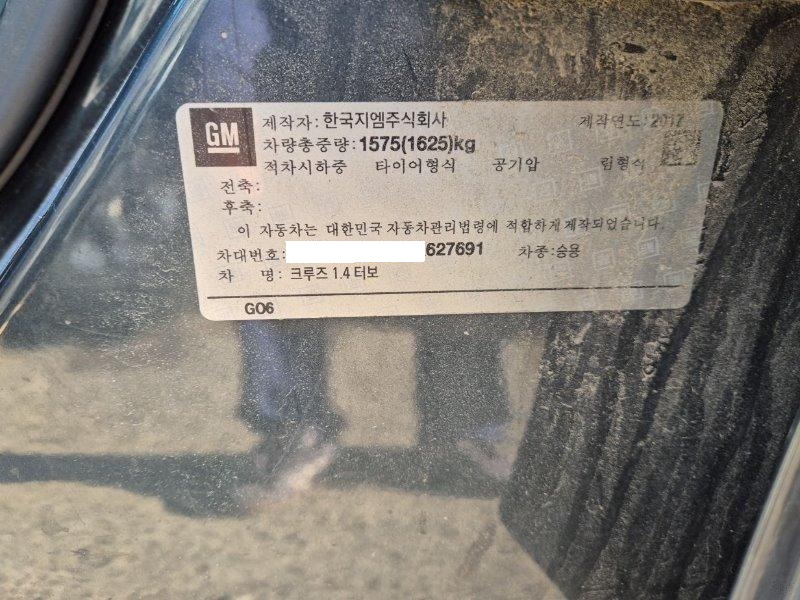 GM 제작자: 한국지엠주식회사 제작연도: 2017
차량총중량: 1575(1625)kg
적차시하중 타이어형식 공기압 림형식
전축:
후축:
이 자동차는 대한민국 자동차관리법령에 적합하게 제작되었습니다.
차대번호: 627691 차종:승용
차 명: 크루즈 1.4 터보
GO6